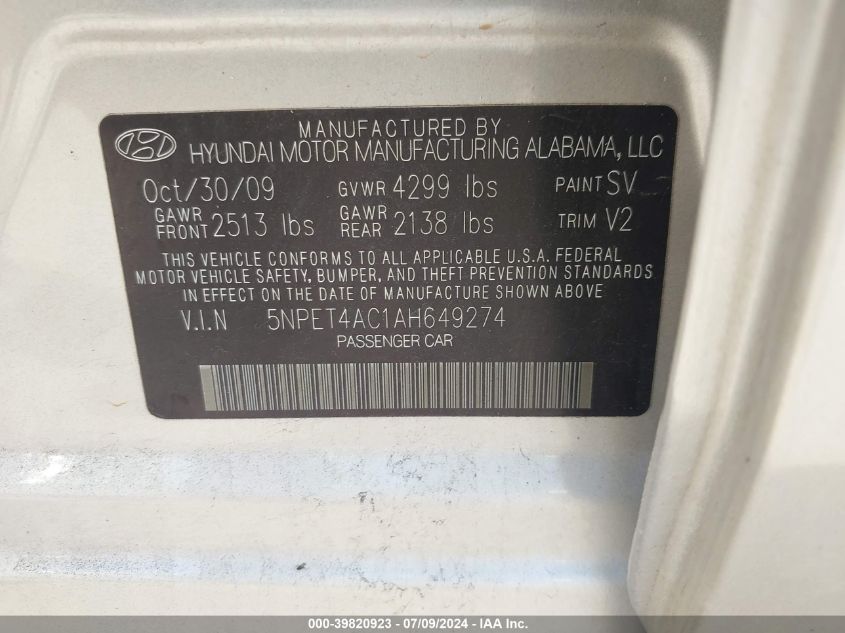 MANUFACTURED BY
HYUNDAI MOTOR MANUFACTURING ALABAMA, LLC
Oct/30/09 GVWR 4299 lbs PAINT SV
GAWR FRONT 2513 lbs GAWR REAR 2138 lbs TRIM V2
THIS VEHICLE CONFORMS TO ALL APPLICABLE U.S.A. FEDERAL
MOTOR VEHICLE SAFETY, BUMPER, AND THEFT PREVENTION STANDARDS
IN EFFECT ON THE DATE OF MANUFACTURE SHOWN ABOVE
V.I.N 5NPET4AC1AH649274
PASSENGER CAR
000-39820923 - 07/09/2024 - IAA Inc.